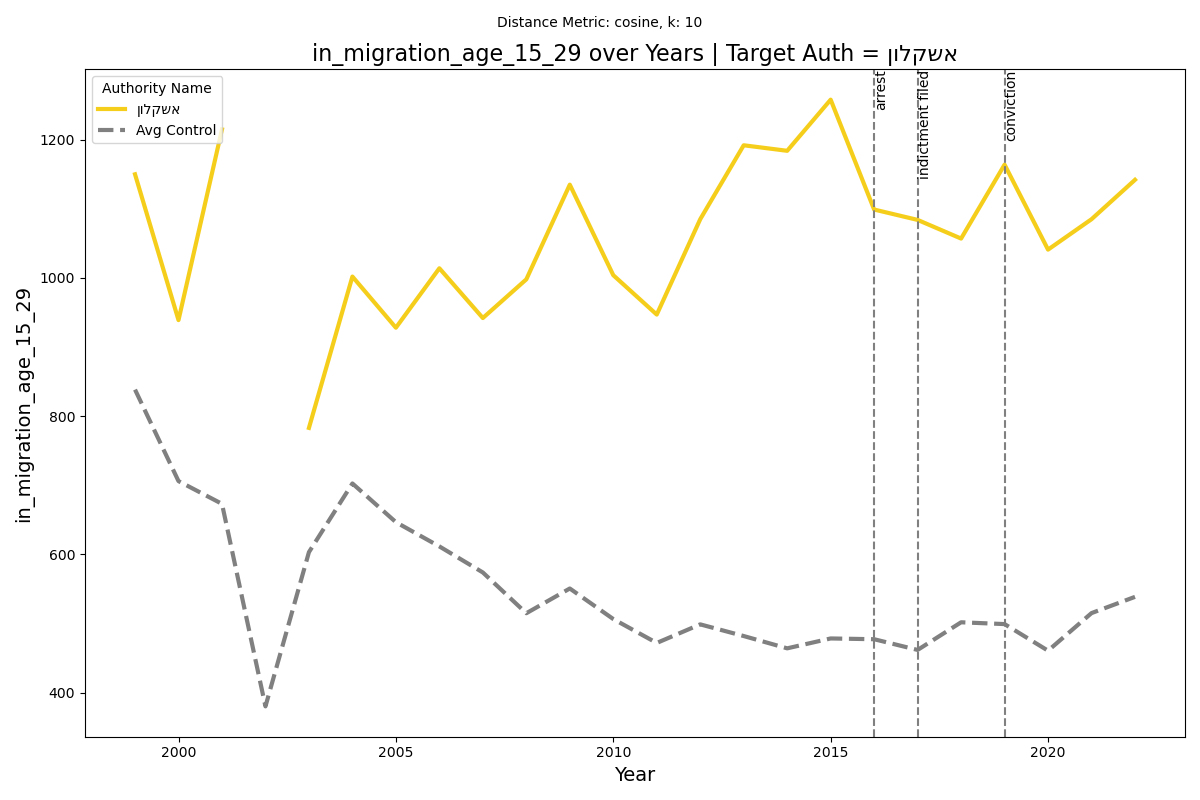 Distance Metric: cosine, k: 10
in_migration_age_15_29 over Years | Target Auth = אשקלון
Authority Name
אשקלון
Avg Control
arrest
indictment filed
conviction
in_migration_age_15_29
1200
1000
800
600
400
2000 2005 2010 2015 2020
Year